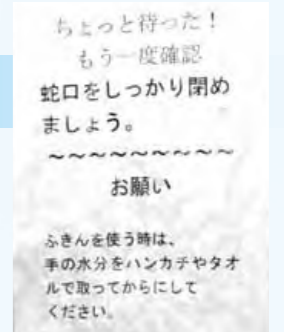 ちょっと待った！
もう一度確認
蛇口をしっかり閉め
ましょう。
～～～～～～～～～
お願い
ふきんを使う時は、
手の水分をハンカチやタオ
ルで取ってからにして
ください。